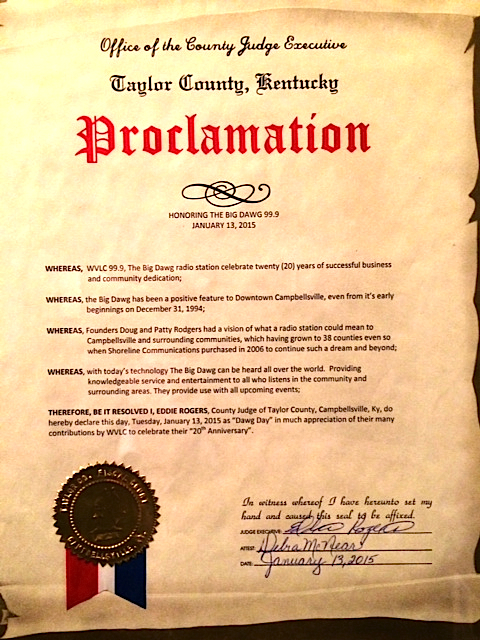 Office of the County Judge Executive
Taylor County, Kentucky
Proclamation
HONORING THE BIG DAWG 99.9
JANUARY 13, 2015
WHEREAS, WVLC 99.9, The Big Dawg radio station celebrate twenty (20) years of successful business
and community dedication;
WHEREAS, the Big Dawg has been a positive feature to Downtown Campbellsville, even from it's early
beginnings on December 31, 1994;
WHEREAS, Founders Doug and Patty Rodgers had a vision of what a radio station could mean to
Campbellsville and surrounding communities, which having grown to 38 counties even so
when Shoreline Communications purchased in 2006 to continue such a dream and beyond;
WHEREAS, with today's technology The Big Dawg can be heard all over the world. Providing
knowledgeable service and entertainment to all who listens in the community and
surrounding areas. They provide use with all upcoming events;
THEREFORE, BE IT RESOLVED I, EDDIE ROGERS, County Judge of Taylor County, Campbellsville, Ky, do
hereby declare this day, Tuesday, January 13, 2015 as "Dawg Day" in much appreciation of their many
contributions by WVLC to celebrate their "20th Anniversary".
In witness whereof I have hereunto set my
hand and caused this seal to be affixed.
JUDGE EXECUTIVE: Eddie Rogers
ATTEST: Debra McNear
DATE: January 13, 2015